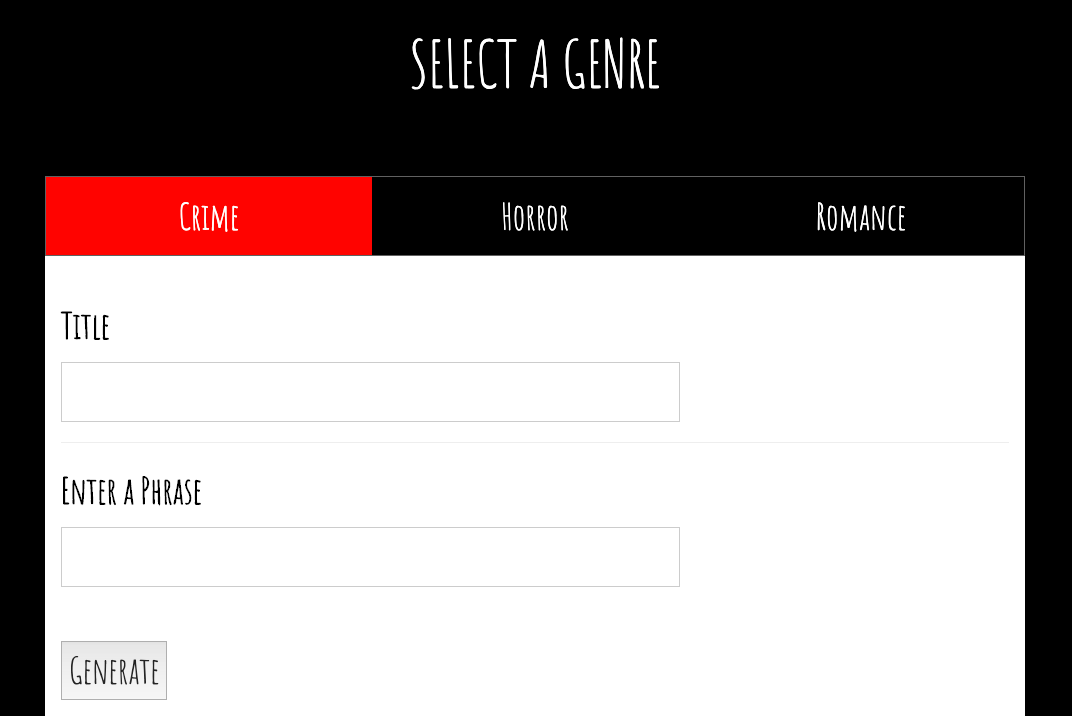 SELECT A GENRE
Crime Horror Romance
Title
Enter a Phrase
Generate